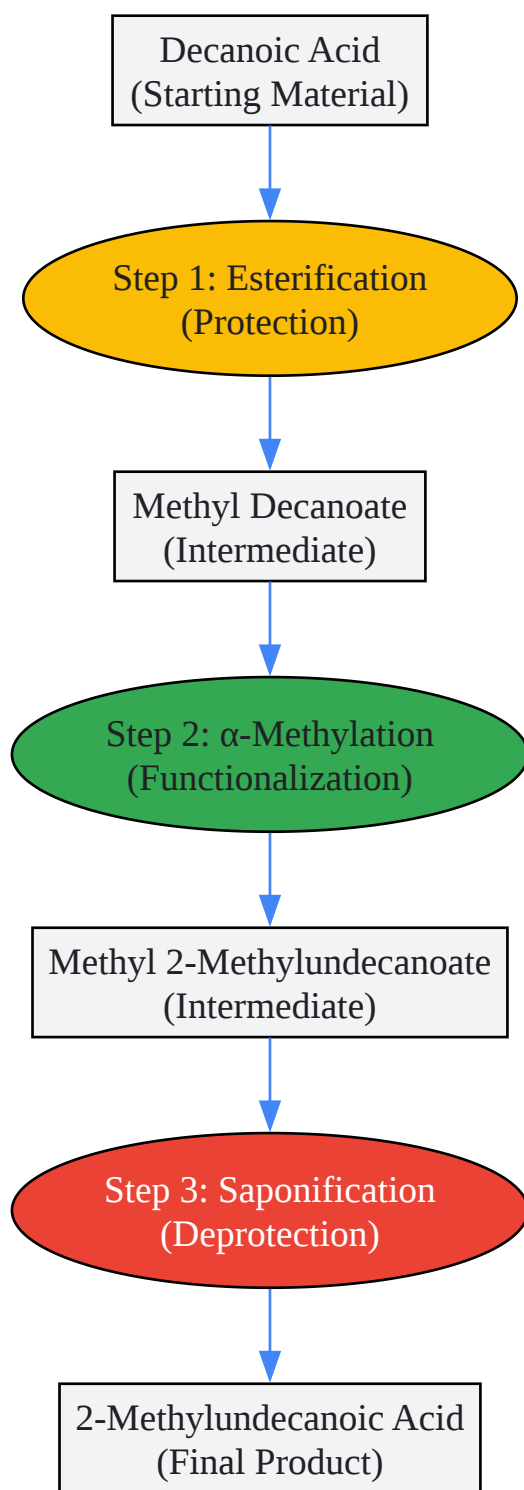 Decanoic Acid
(Starting Material)
Step 1: Esterification
(Protection)
Methyl Decanoate
(Intermediate)
Step 2: α-Methylation
(Functionalization)
Methyl 2-Methylundecanoate
(Intermediate)
Step 3: Saponification
(Deprotection)
2-Methylundecanoic Acid
(Final Product)